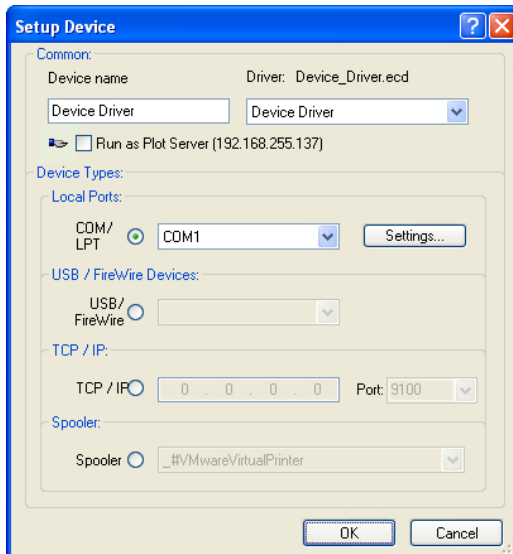 Setup Device
Common:
Device name Driver: Device_Driver.ecd
Device Driver Device Driver
Run as Plot Server (192.168.255.137)
Device Types:
Local Ports:
COM/
LPT COM1 Settings...
USB / FireWire Devices:
USB/
FireWire
TCP / IP:
TCP / IP 0 . 0 . 0 . 0 Port: 9100
Spooler:
Spooler _#VMwareVirtualPrinter
OK Cancel